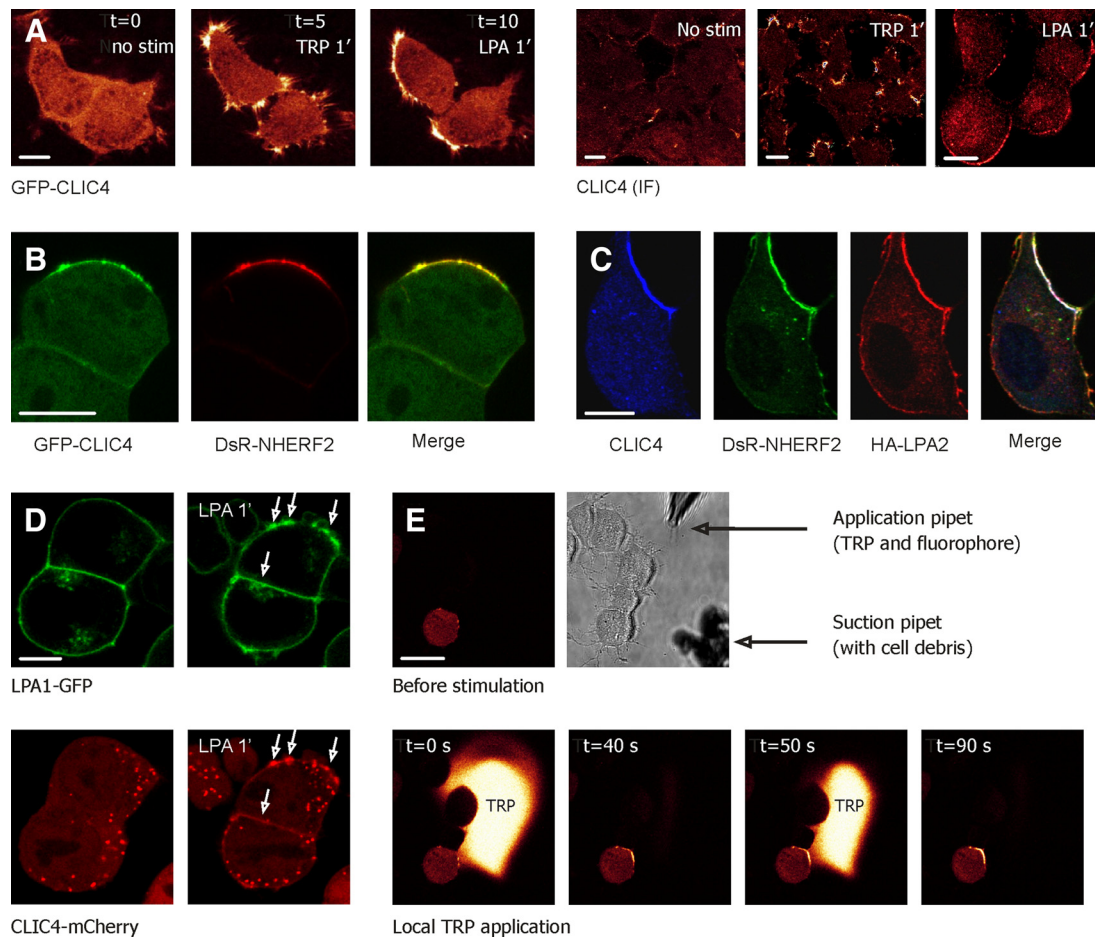 A
t=0
no stim
t=5
TRP 1′
t=10
LPA 1′
No stim
TRP 1′
LPA 1′
GFP-CLIC4
CLIC4 (IF)
B
C
GFP-CLIC4
DsR-NHERF2
Merge
CLIC4
DsR-NHERF2
HA-LPA2
Merge
D
LPA 1'
E
Application pipet
(TRP and fluorophore)
Suction pipet
(with cell debris)
LPA1-GFP
Before stimulation
LPA 1'
t=0 s
TRP
t=40 s
t=50 s
TRP
t=90 s
CLIC4-mCherry
Local TRP application